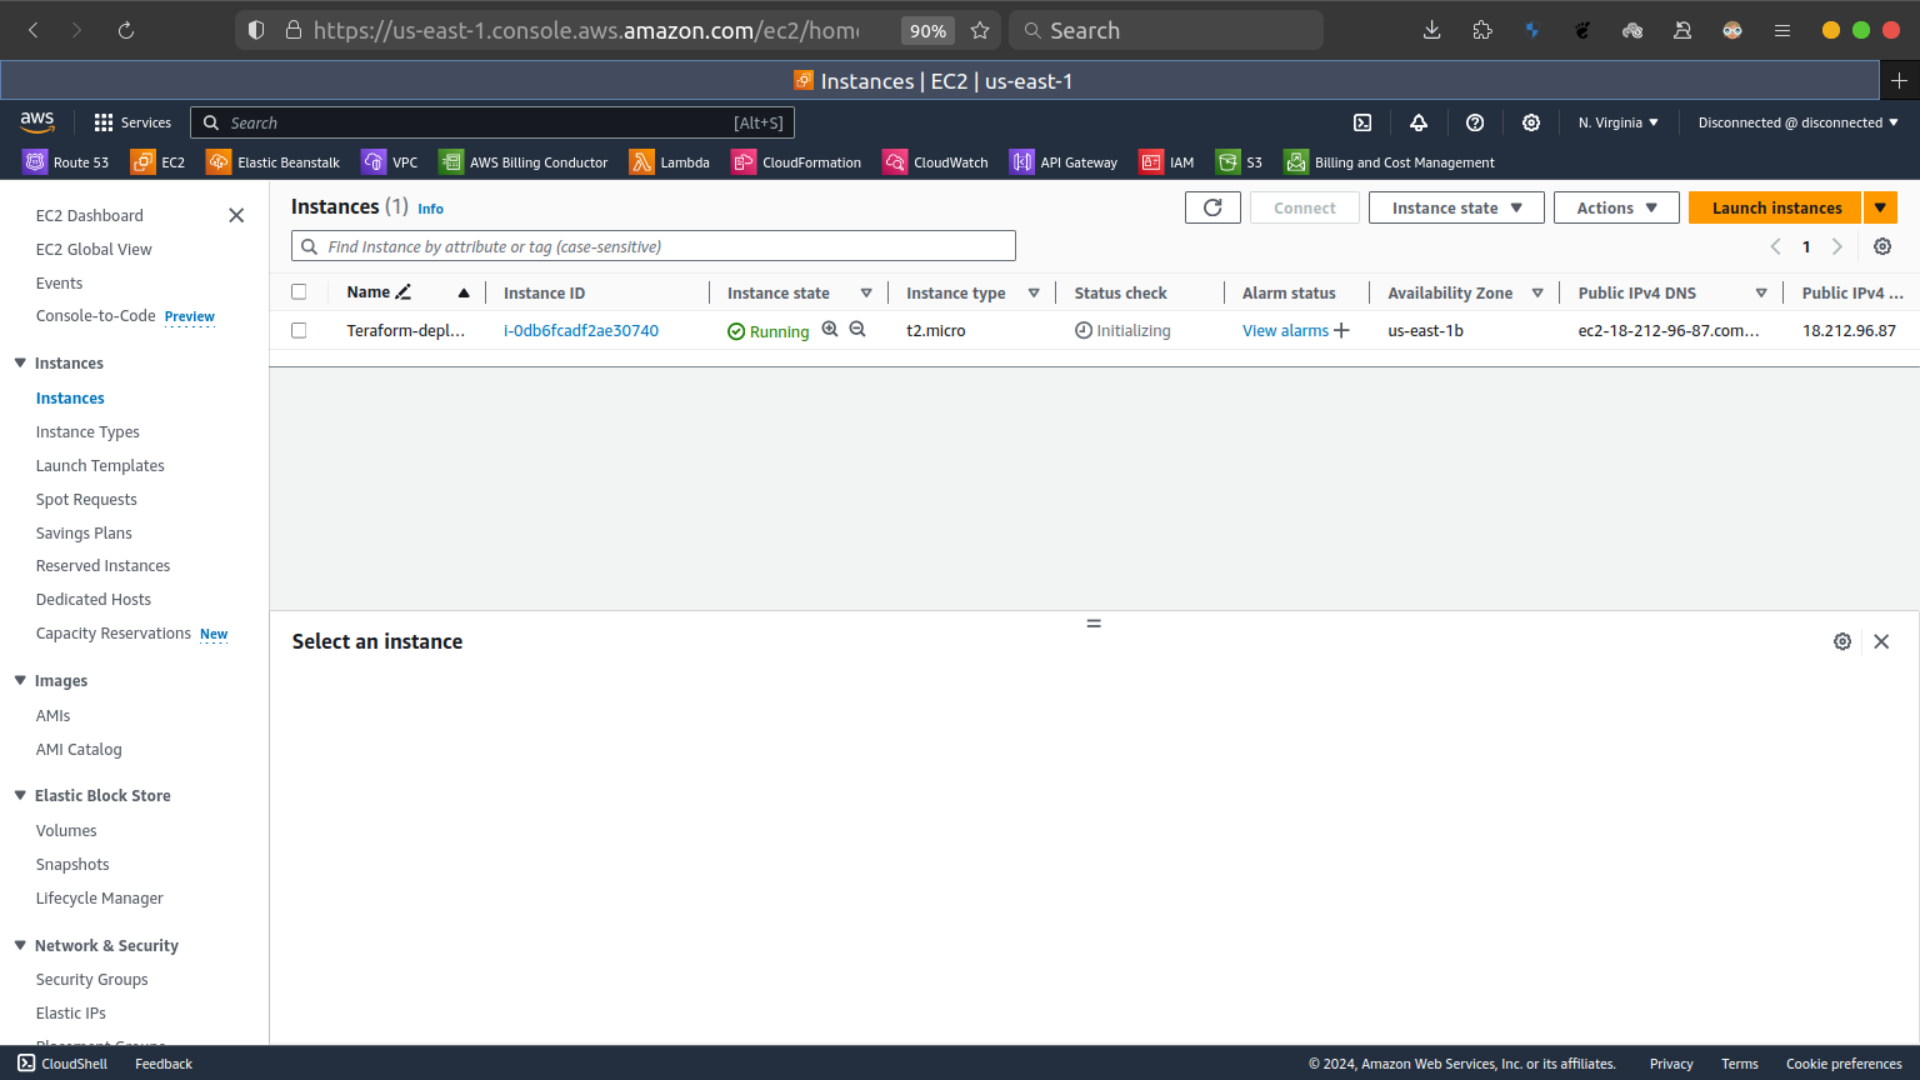 https://us-east-1.console.aws.amazon.com/ec2/hom
90%
Search
Instances | EC2 | us-east-1
aws
Services
Search
[Alt+S]
N. Virginia
Disconnected @ disconnected
Route 53
EC2
Elastic Beanstalk
VPC
AWS Billing Conductor
Lambda
CloudFormation
CloudWatch
API Gateway
IAM
S3
Billing and Cost Management
EC2 Dashboard
EC2 Global View
Events
Console-to-Code Preview
Instances
Instances
Instance Types
Launch Templates
Spot Requests
Savings Plans
Reserved Instances
Dedicated Hosts
Capacity Reservations New
Images
AMIs
AMI Catalog
Elastic Block Store
Volumes
Snapshots
Lifecycle Manager
Network & Security
Security Groups
Elastic IPs
Instances (1) Info
Connect
Instance state
Actions
Launch instances
Find Instance by attribute or tag (case-sensitive)
1
Name
Instance ID
Instance state
Instance type
Status check
Alarm status
Availability Zone
Public IPv4 DNS
Public IPv4 ...
Teraform-depl...
i-0db6fcadf2ae30740
Running
t2.micro
Initializing
View alarms
us-east-1b
ec2-18-212-96-87.com...
18.212.96.87
Select an instance
CloudShell
Feedback
© 2024, Amazon Web Services, Inc. or its affiliates.
Privacy
Terms
Cookie preferences